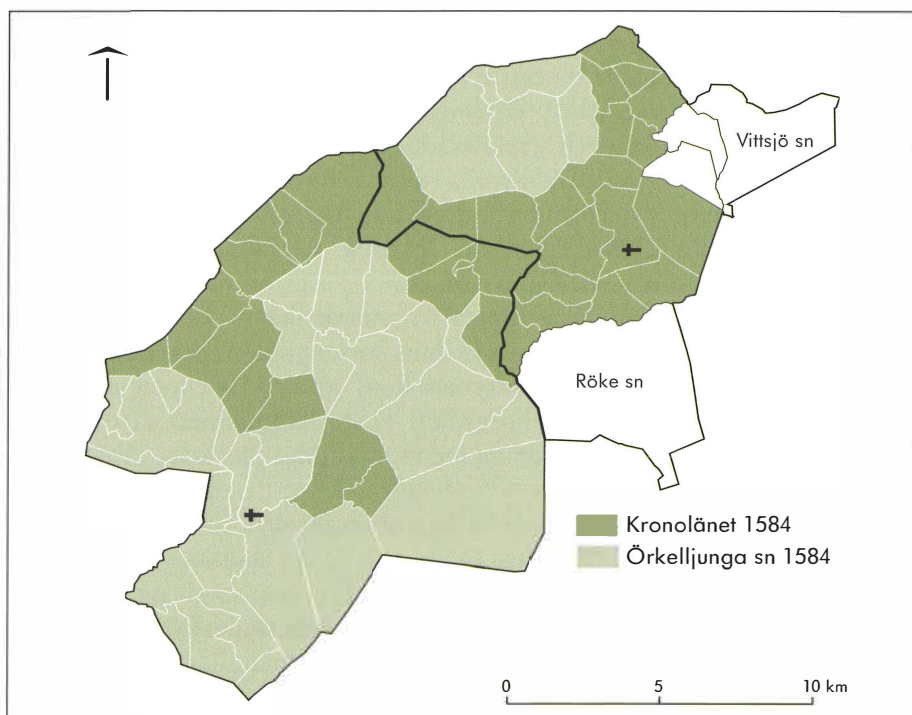 Vittsjö sn
Röke sn
Kronolänet 1584
Örkelljunga sn 1584
0 5 10 km